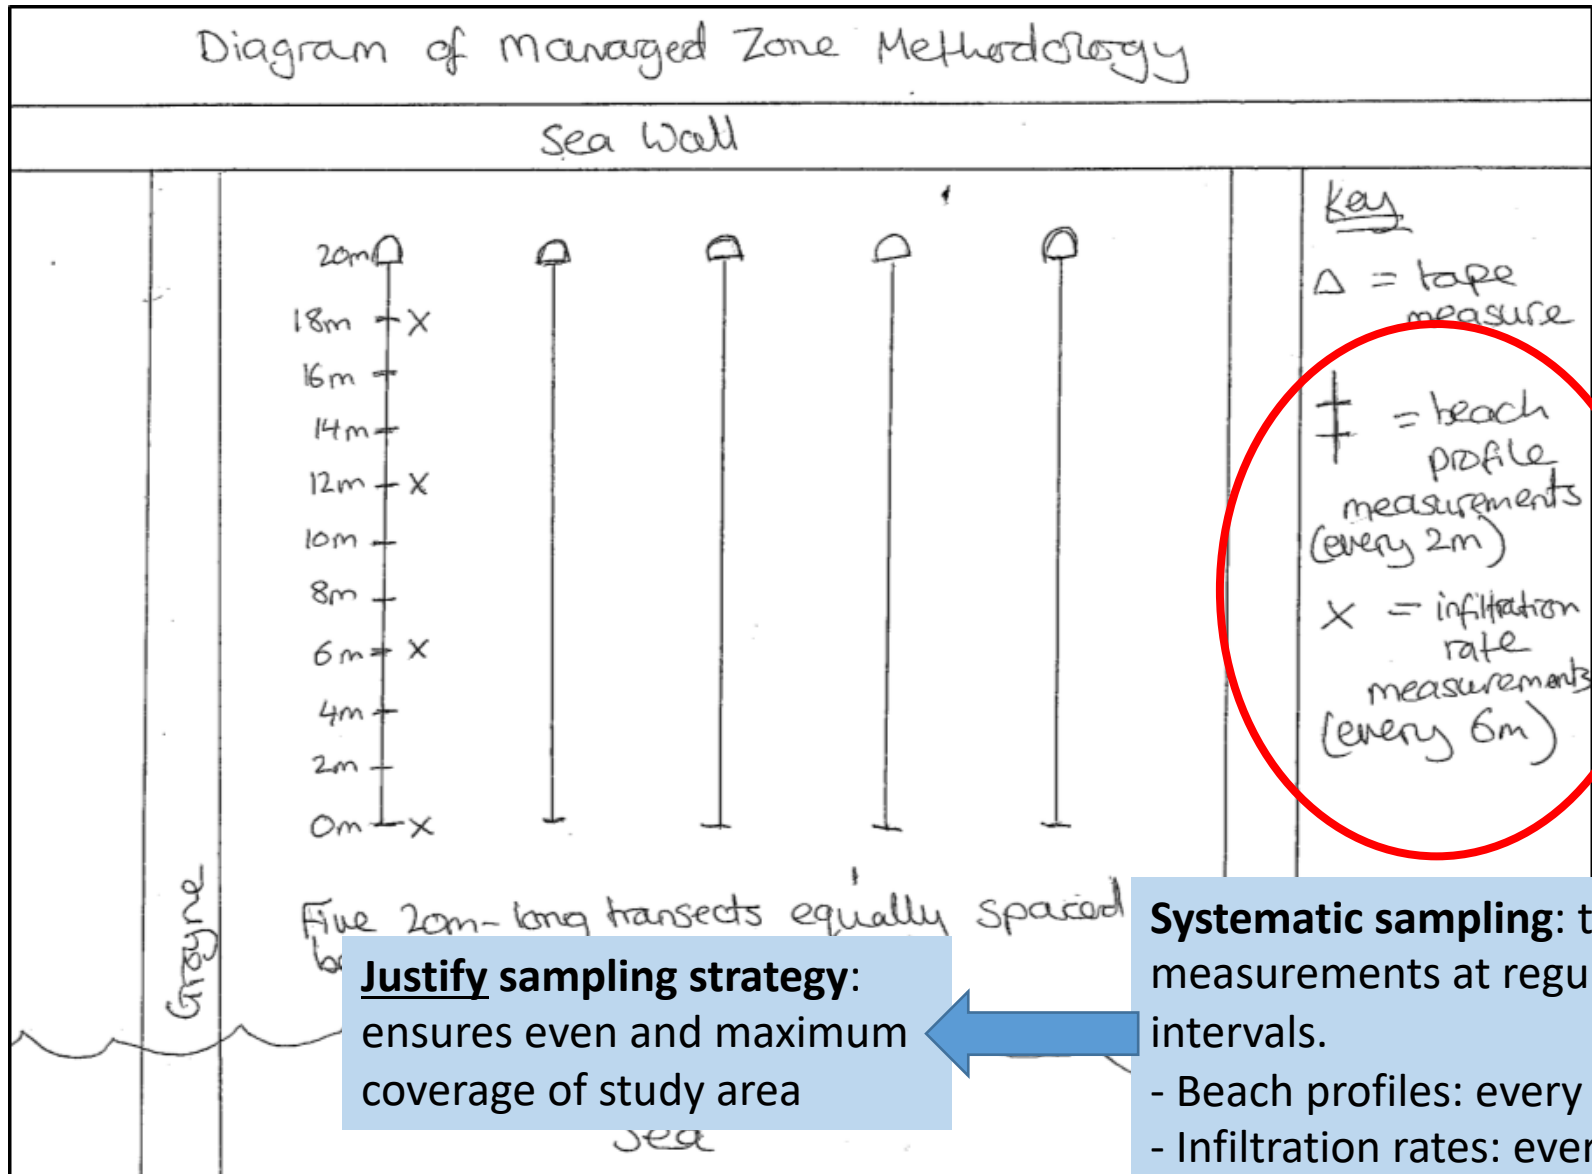 Diagram of Managed Zone Methodology
Sea Wall
20m
18m X
16m
14m
12m X
10m
8m
6m X
4m
2m
0m X
Groyne
Five 20m-long transects equally spaced
Key
△ = tape
measure
= beach
profile
measurements
(every 2m)
X = infiltration
rate
measurements
(every 6m)
Justify sampling strategy:
ensures even and maximum
coverage of study area
Systematic sampling: t
measurements at regu
intervals.
- Beach profiles: every
- Infiltration rates: ever
Sea